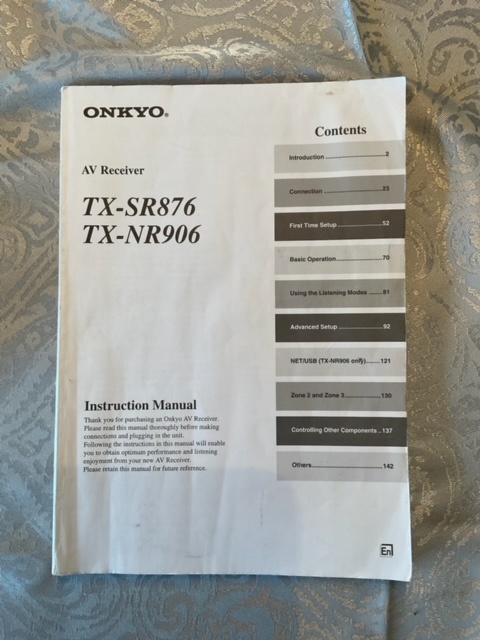 ONKYO®
Contents
AV Receiver
TX-SR876
TX-NR906
Introduction ........................2
Connection ........................23
First Time Setup..................52
Basic Operation..................70
Using the Listening Modes .....81
Advanced Setup .................92
NET/USB (TX-NR906 only)......121
Zone 2 and Zone 3..............130
Controlling Other Components ..137
Others...........................142
Instruction Manual
Thank you for purchasing an Onkyo AV Receiver.
Please read this manual thoroughly before making
connections and plugging in the unit.
Following the instructions in this manual will enable
you to obtain optimum performance and listening
enjoyment from your new AV Receiver.
Please retain this manual for future reference.
En